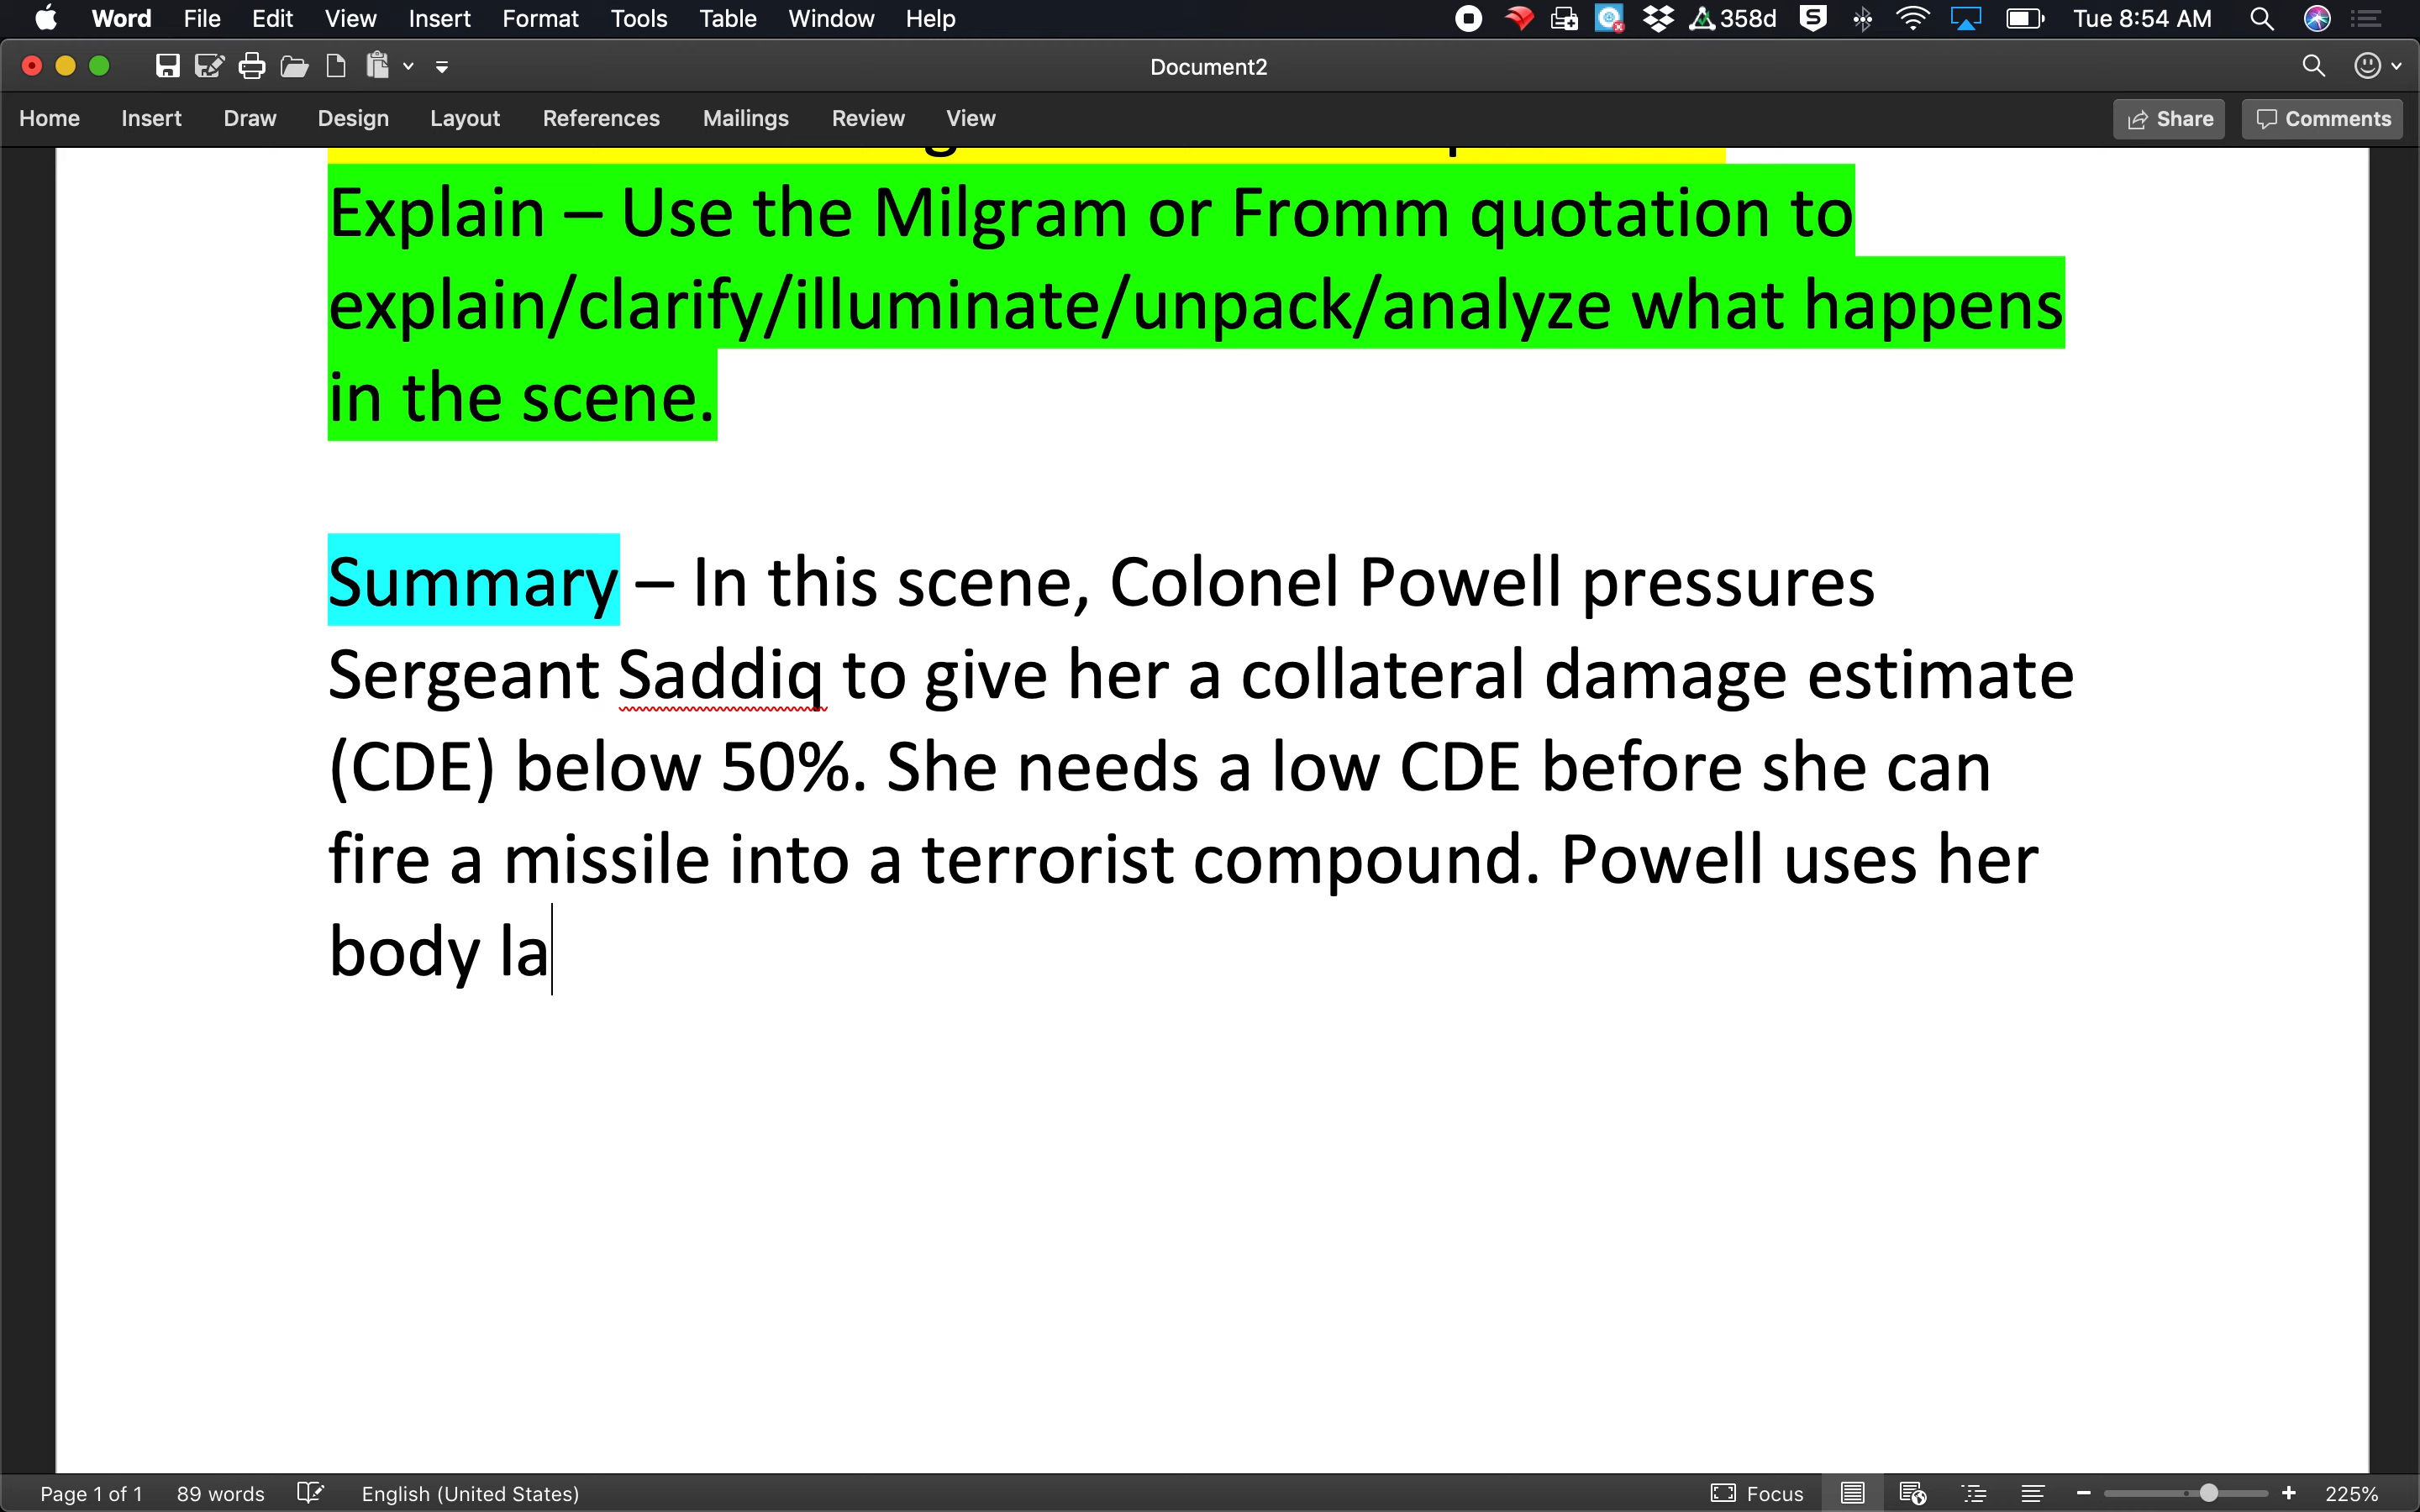 Word File Edit View Insert Format Tools Table Window Help 358d Tue 8:54 AM
Document2
Home Insert Draw Design Layout References Mailings Review View Share Comments
Explain – Use the Milgram or Fromm quotation to
explain/clarify/illuminate/unpack/analyze what happens
in the scene.
Summary – In this scene, Colonel Powell pressures
Sergeant Saddiq to give her a collateral damage estimate
(CDE) below 50%. She needs a low CDE before she can
fire a missile into a terrorist compound. Powell uses her
body la
Page 1 of 1 89 words English (United States) Focus 225%